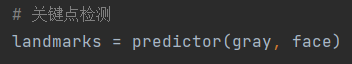 # 关键点检测
landmarks = predictor(gray, face)